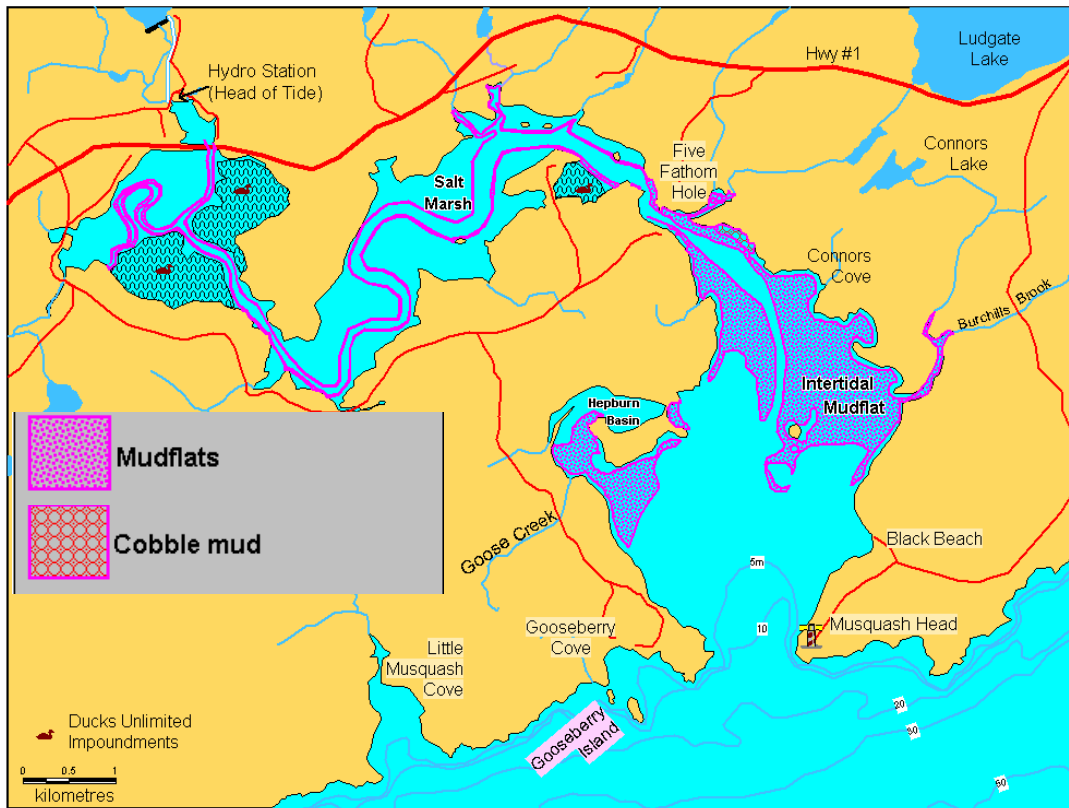 Hwy #1
Ludgate
Lake
Hydro Station
(Head of Tide)
Connors
Lake
Five
Fathom
Hole
Salt
Marsh
Connors
Cove
Burchills Brook
Intertidal
Mudflat
Hepburn
Basin
Mudflats
Cobble mud
Goose Creek
Black Beach
5m
10
Musquash Head
Gooseberry
Cove
Little
Musquash
Cove
20
30
Gooseberry
Island
Ducks Unlimited
Impoundments
0 0.5 1
kilometres
50